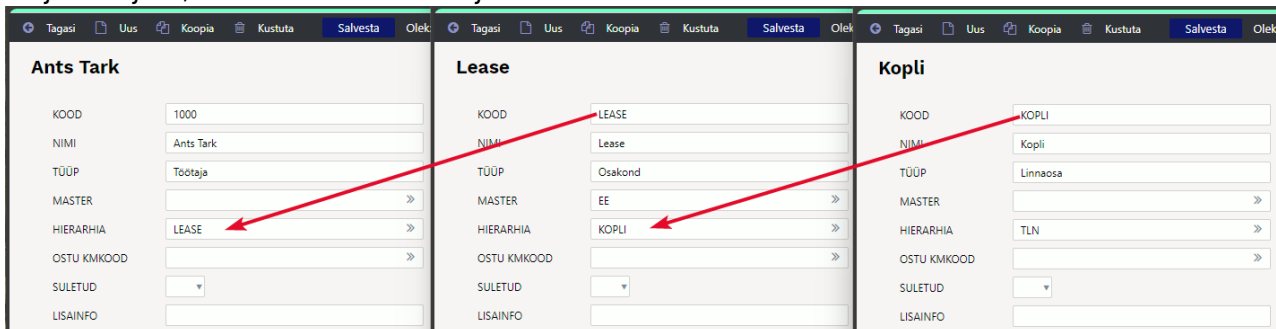 Tagasi Uus Koopia Kustuta Salvesta
Ants Tark
KOOD 1000
NIMI Ants Tark
TÜÜP Töötaja
MASTER
HIERARHIA LEASE
OSTU KMKOOD
SULETUD
LISAINFO
Tagasi Uus Koopia Kustuta Salvesta
Lease
KOOD LEASE
NIMI Lease
TÜÜP Osakond
MASTER EE
HIERARHIA KOPLI
OSTU KMKOOD
SULETUD
LISAINFO
Tagasi Uus Koopia Kustuta Salvesta
Kopli
KOOD KOPLI
NIMI Kopli
TÜÜP Linnaosa
MASTER
HIERARHIA TLN
OSTU KMKOOD
SULETUD
LISAINFO